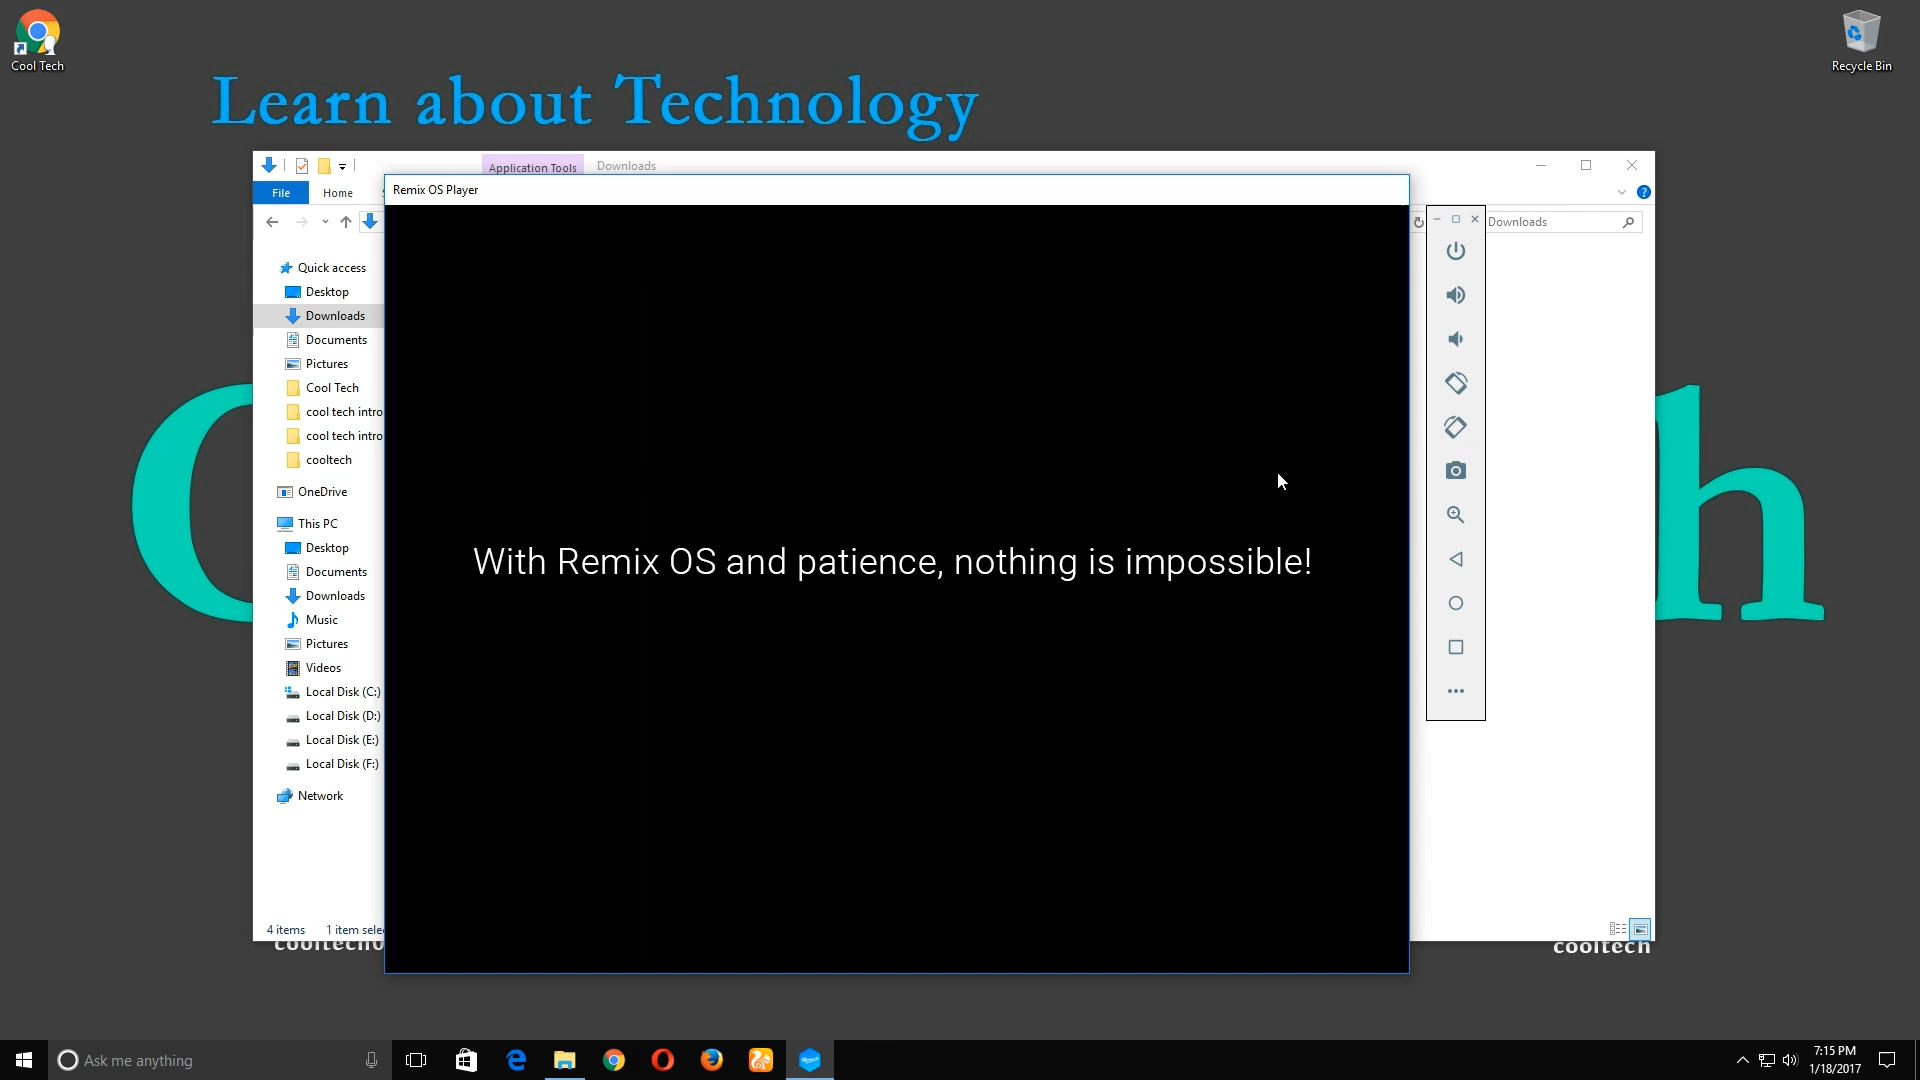 Cool Tech
Recycle Bin
Learn about Technology
Application Tools
Downloads
File
Home
Remix OS Player
Downloads
Quick access
Desktop
Downloads
Documents
Pictures
Cool Tech
cool tech intro
cool tech intro
cooltech
OneDrive
This PC
Desktop
Documents
Downloads
Music
Pictures
Videos
Local Disk (C:)
Local Disk (D:)
Local Disk (E:)
Local Disk (F:)
Network
With Remix OS and patience, nothing is impossible!
h
4 items
1 item sele
cooltech
Ask me anything
7:15 PM
1/18/2017